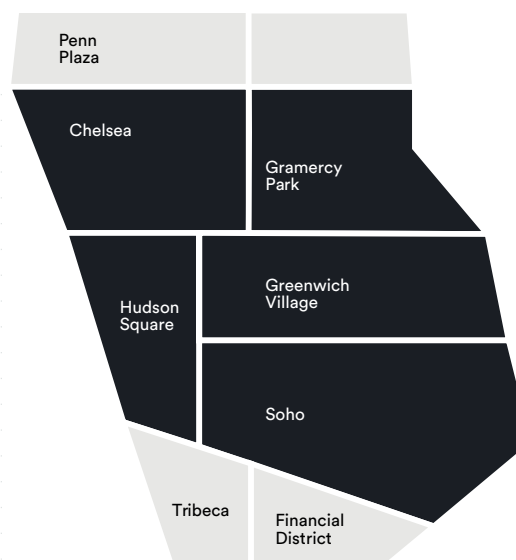 Penn
Plaza
Chelsea
Gramercy
Park
Greenwich
Village
Hudson
Square
Soho
Tribeca
Financial
District